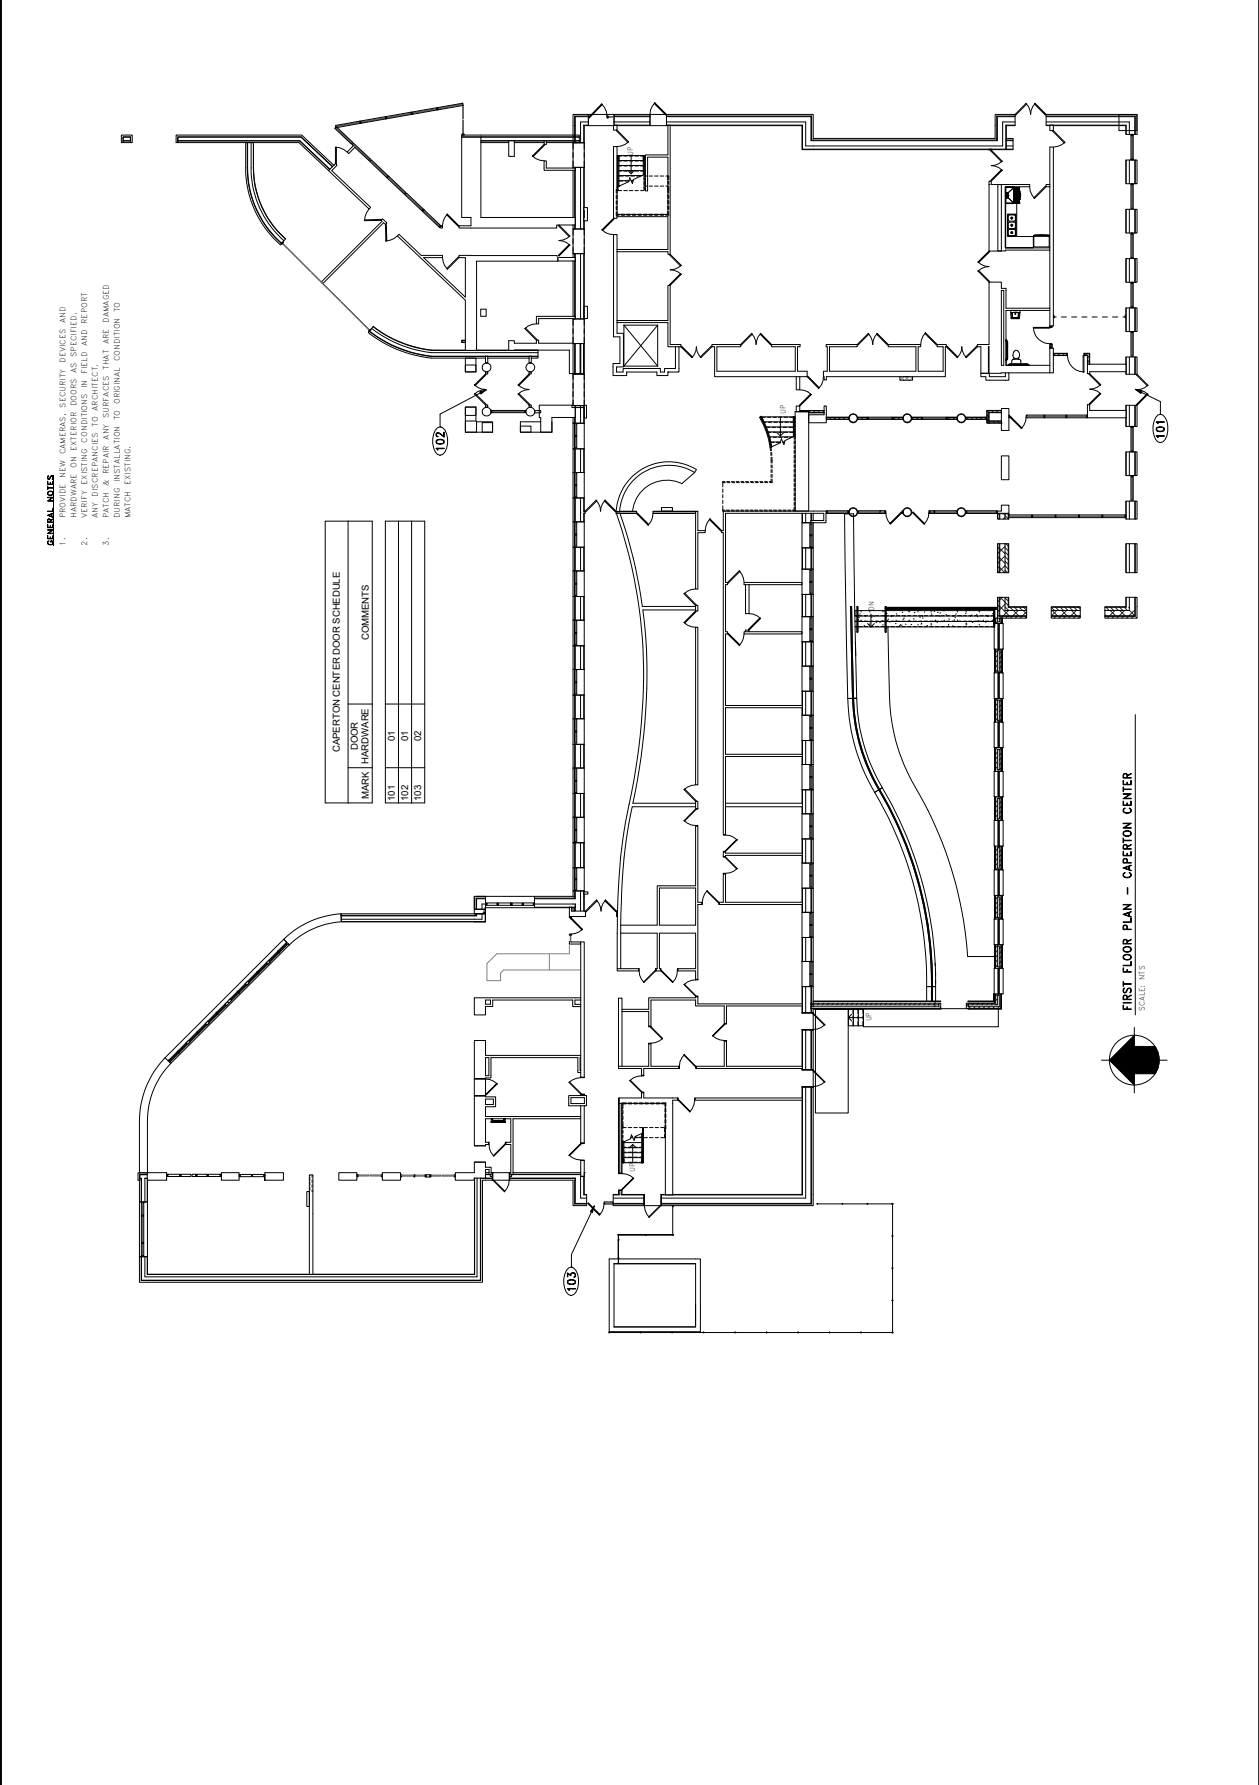 GENERAL NOTES
1. PROVIDE NEW CAMERAS, SECURITY DEVICES AND
HARDWARE ON EXTERIOR DOORS AS SPECIFIED.
2. VERIFY EXISTING CONDITIONS IN FIELD AND REPORT
ANY DISCREPANCIES TO ARCHITECT.
3. PATCH & REPAIR ANY SURFACES THAT ARE DAMAGED
DURING INSTALLATION TO ORIGINAL CONDITION TO
MATCH EXISTING.
CAPERTON CENTER DOOR SCHEDULE
MARK DOOR HARDWARE COMMENTS
101 01
102 01
103 02
102
103
101
UP
UP
UP
UP
DN
FIRST FLOOR PLAN - CAPERTON CENTER
SCALE: NTS